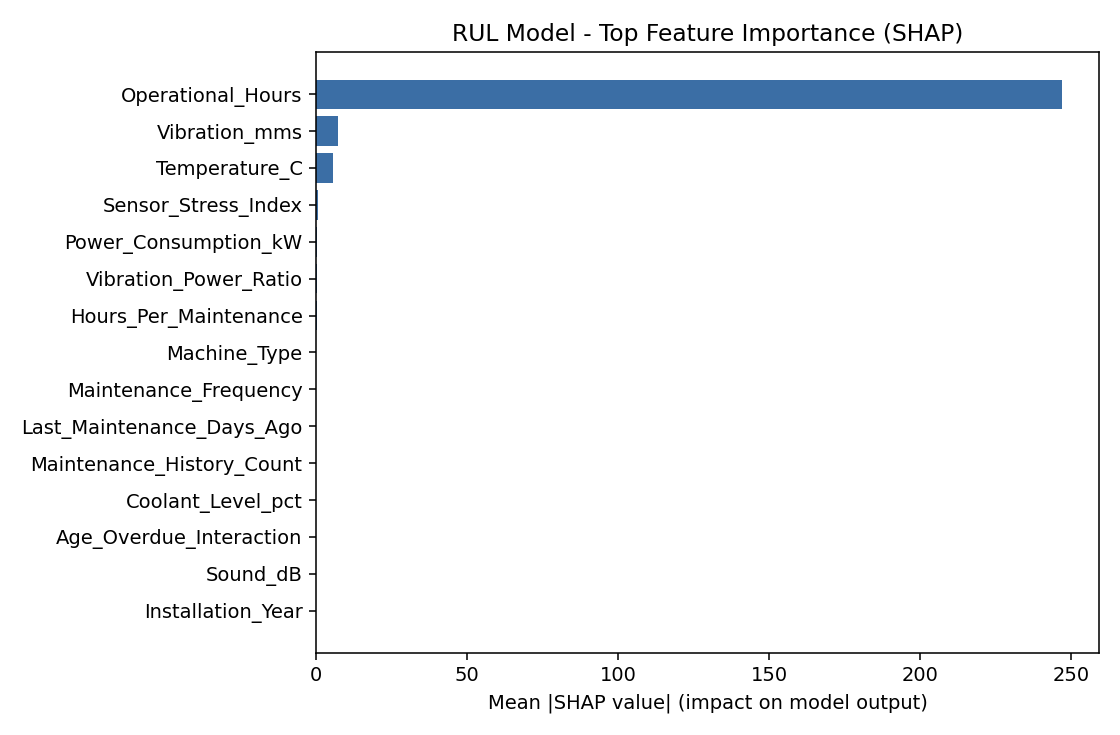 RUL Model - Top Feature Importance (SHAP)
Operational_Hours
Vibration_mms
Temperature_C
Sensor_Stress_Index
Power_Consumption_kW
Vibration_Power_Ratio
Hours_Per_Maintenance
Machine_Type
Maintenance_Frequency
Last_Maintenance_Days_Ago
Maintenance_History_Count
Coolant_Level_pct
Age_Overdue_Interaction
Sound_dB
Installation_Year
0 50 100 150 200 250
Mean |SHAP value| (impact on model output)